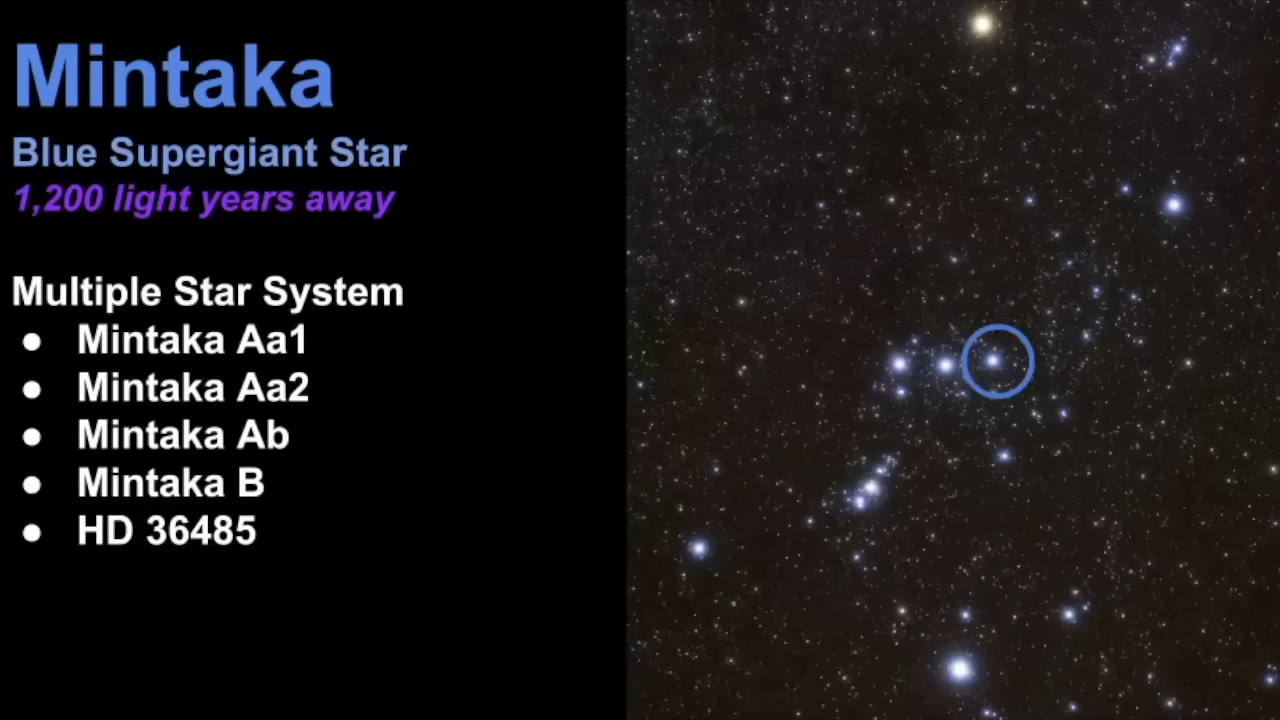 Mintaka
Blue Supergiant Star
1,200 light years away
Multiple Star System
● Mintaka Aa1
● Mintaka Aa2
● Mintaka Ab
● Mintaka B
● HD 36485